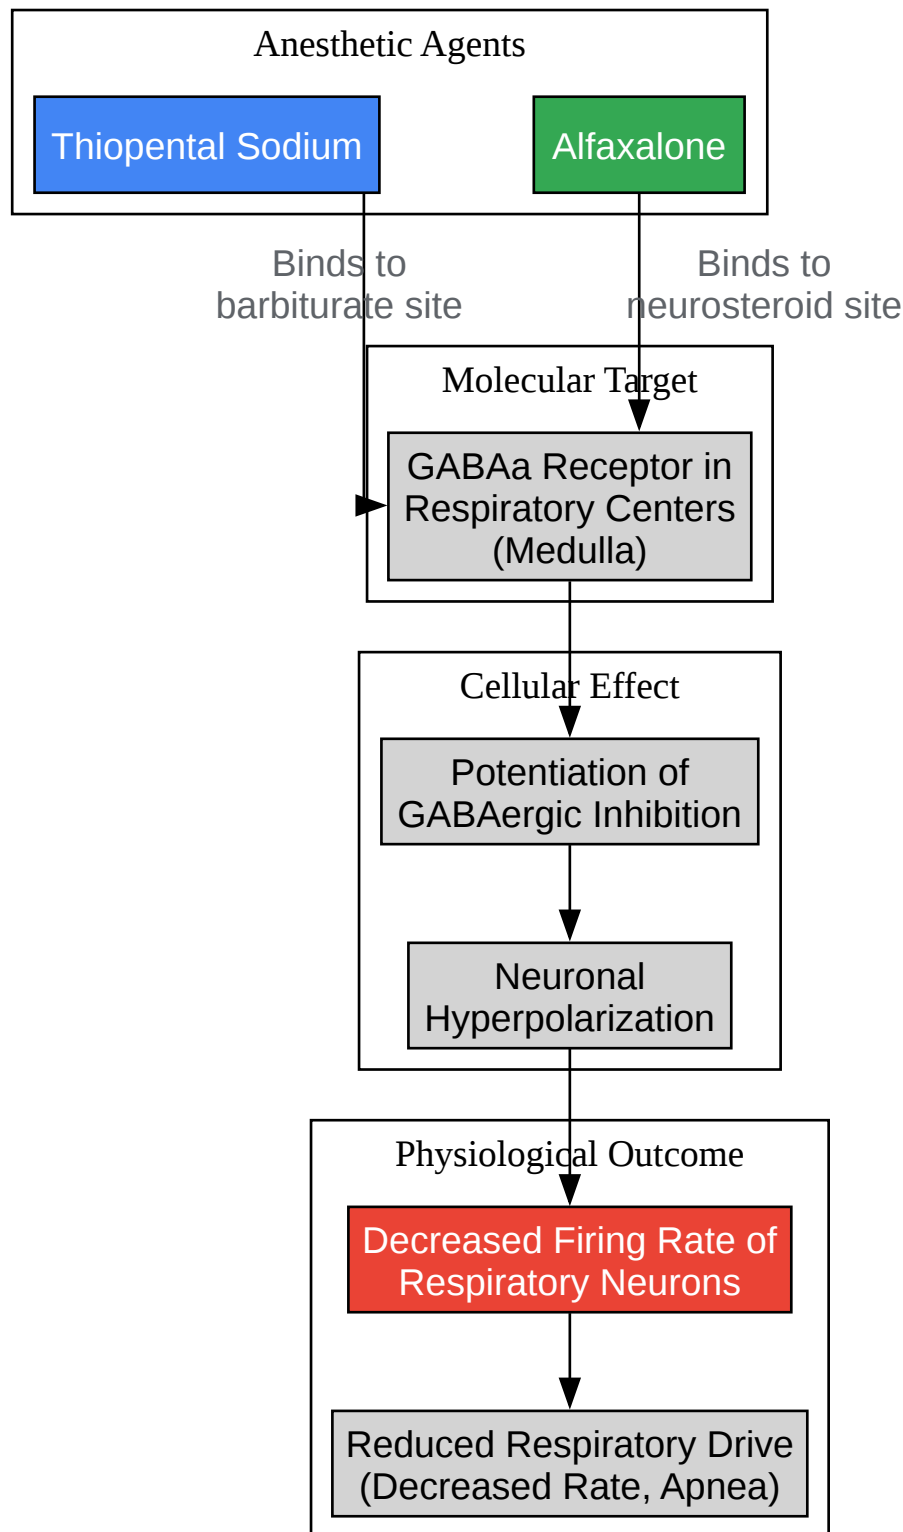 Anesthetic Agents
Thiopental Sodium
Alfaxalone
Binds to
barbiturate site
Binds to
neurosteroid site
Molecular Target
GABAa Receptor in
Respiratory Centers
(Medulla)
Cellular Effect
Potentiation of
GABAergic Inhibition
Neuronal
Hyperpolarization
Physiological Outcome
Decreased Firing Rate of
Respiratory Neurons
Reduced Respiratory Drive
(Decreased Rate, Apnea)